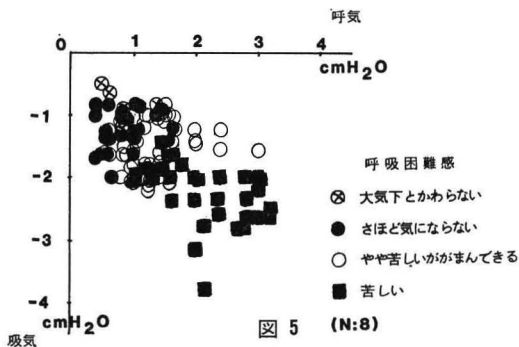 呼気
0 1 2 3 4
cmH₂O
-1
-2
-3
-4
cmH₂O
吸気
呼吸困難感
⊗ 大気下とかわらない
● さほど気にならない
○ やや苦しいががまんできる
■ 苦しい
図 5 (N:8)